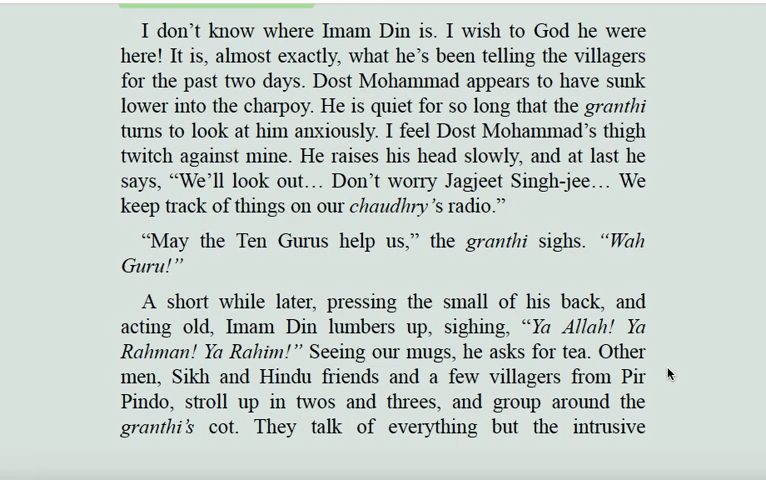 I don’t know where Imam Din is. I wish to God he were
here! It is, almost exactly, what he’s been telling the villagers
for the past two days. Dost Mohammad appears to have sunk
lower into the charpoy. He is quiet for so long that the granthi
turns to look at him anxiously. I feel Dost Mohammad’s thigh
twitch against mine. He raises his head slowly, and at last he
says, “We’ll look out… Don’t worry Jagjeet Singh-jee… We
keep track of things on our chaudhry’s radio.”
“May the Ten Gurus help us,” the granthi sighs. “Wah
Guru!”
A short while later, pressing the small of his back, and
acting old, Imam Din lumbers up, sighing, “Ya Allah! Ya
Rahman! Ya Rahim!” Seeing our mugs, he asks for tea. Other
men, Sikh and Hindu friends and a few villagers from Pir
Pindo, stroll up in twos and threes, and group around the
granthi’s cot. They talk of everything but the intrusive